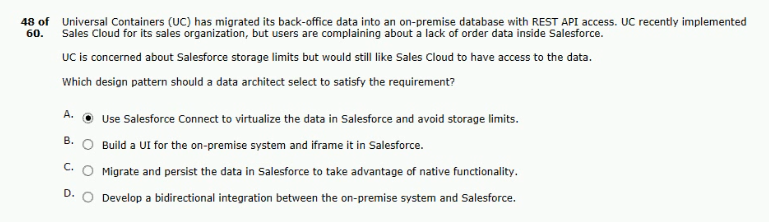 48 of Universal Containers (UC) has migrated its back-office data into an on-premise database with REST API access. UC recently implemented
60. Sales Cloud for its sales organization, but users are complaining about a lack of order data inside Salesforce.
UC is concerned about Salesforce storage limits but would still like Sales Cloud to have access to the data.
Which design pattern should a data architect select to satisfy the requirement?
A. Use Salesforce Connect to virtualize the data in Salesforce and avoid storage limits.
B. Build a UI for the on-premise system and iframe it in Salesforce.
C. Migrate and persist the data in Salesforce to take advantage of native functionality.
D. Develop a bidirectional integration between the on-premise system and Salesforce.